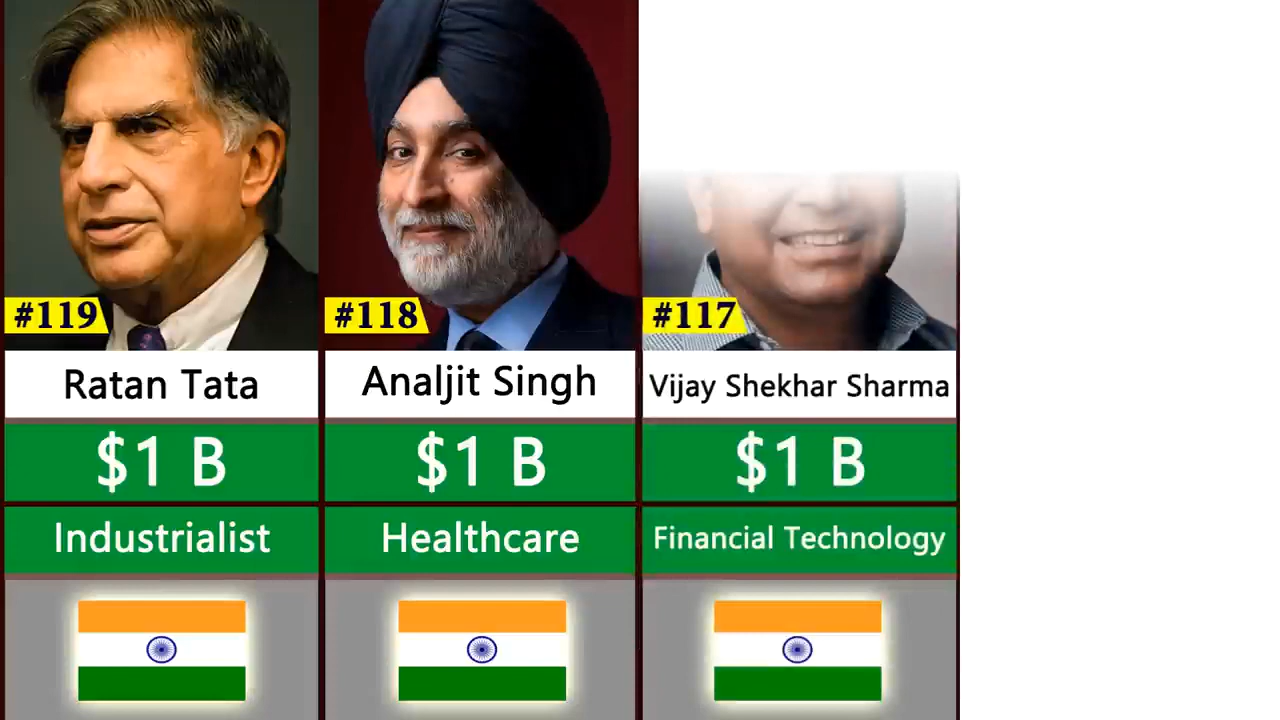 #119
Ratan Tata
$1 B
Industrialist
#118
Analjit Singh
$1 B
Healthcare
#117
Vijay Shekhar Sharma
$1 B
Financial Technology